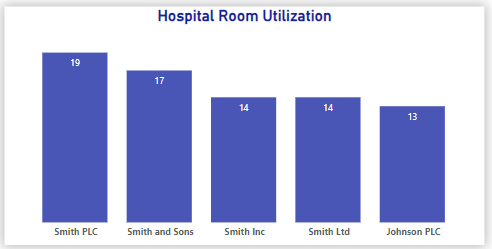 Hospital Room Utilization
19
17
14
14
13
Smith PLC
Smith and Sons
Smith Inc
Smith Ltd
Johnson PLC